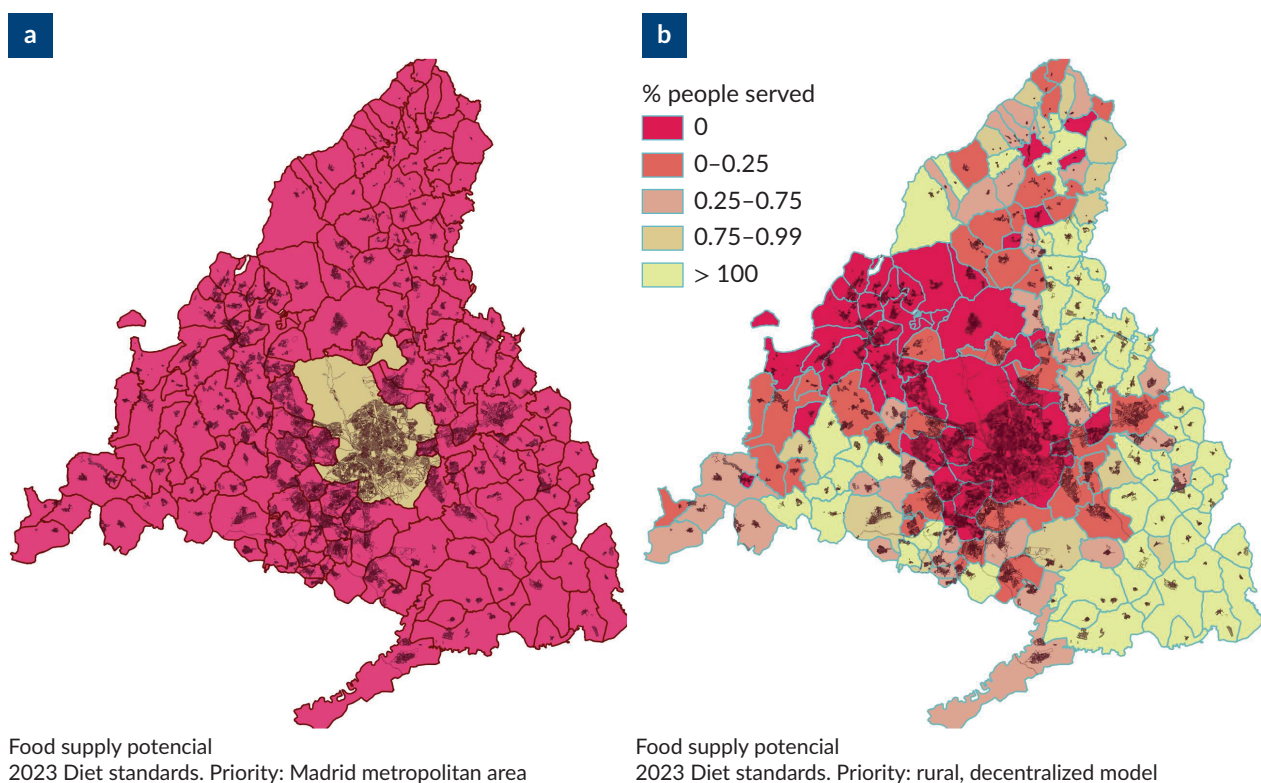 a
b
% people served
0
0–0.25
0.25–0.75
0.75–0.99
> 100
Food supply potencial
2023 Diet standards. Priority: Madrid metropolitan area
Food supply potencial
2023 Diet standards. Priority: rural, decentralized model